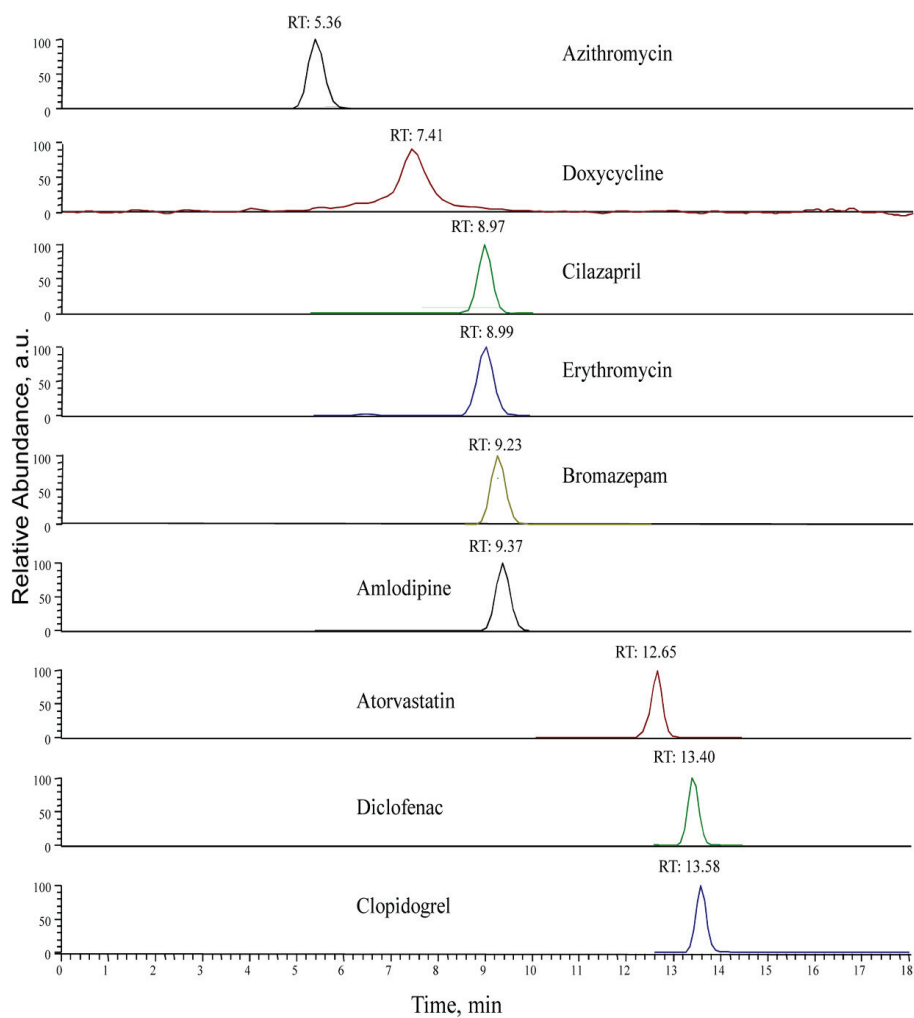 RT: 5.36
100
50
0
Azithromycin
RT: 7.41
100
50
0
Doxycycline
RT: 8.97
100
50
0
Cilazapril
RT: 8.99
100
50
0
Erythromycin
RT: 9.23
100
50
0
Bromazepam
RT: 9.37
100
50
0
Amlodipine
RT: 12.65
100
50
0
Atorvastatin
RT: 13.40
100
50
0
Diclofenac
RT: 13.58
100
50
0
Clopidogrel
Relative Abundance, a.u.
0 1 2 3 4 5 6 7 8 9 10 11 12 13 14 15 16 17 18
Time, min